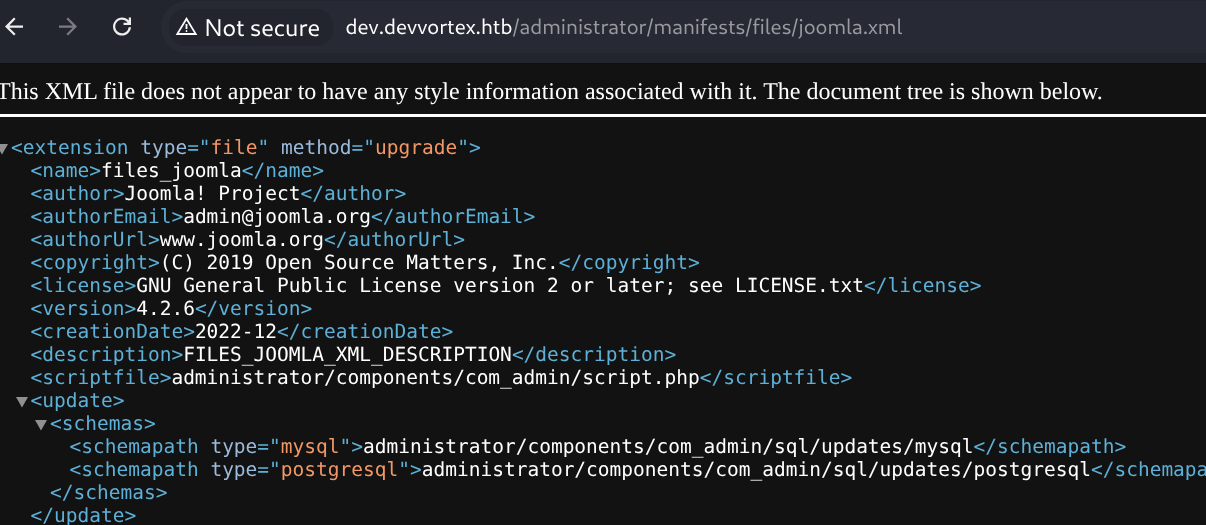 Not secure dev.devvortex.htb/administrator/manifests/files/joomla.xml
This XML file does not appear to have any style information associated with it. The document tree is shown below.
<extension type="file" method="upgrade">
<name>files_joomla</name>
<author>Joomla! Project</author>
<authorEmail>admin@joomla.org</authorEmail>
<authorUrl>www.joomla.org</authorUrl>
<copyright>(C) 2019 Open Source Matters, Inc.</copyright>
<license>GNU General Public License version 2 or later; see LICENSE.txt</license>
<version>4.2.6</version>
<creationDate>2022-12</creationDate>
<description>FILES_JOOMLA_XML_DESCRIPTION</description>
<scriptfile>administrator/components/com_admin/script.php</scriptfile>
<update>
<schemas>
<schemapath type="mysql">administrator/components/com_admin/sql/updates/mysql</schemapath>
<schemapath type="postgresql">administrator/components/com_admin/sql/updates/postgresql</schemapa
</schemas>
</update>